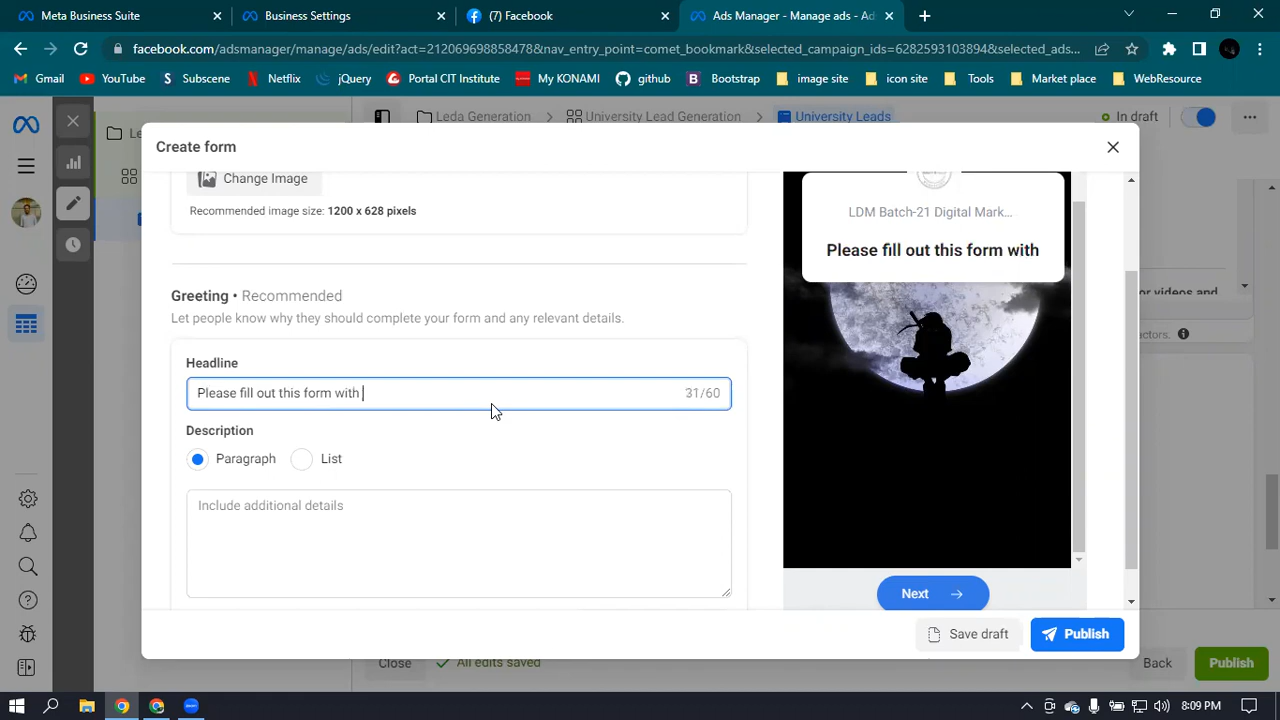 Meta Business Suite
Business Settings
(7) Facebook
Ads Manager - Manage ads - Ad
facebook.com/adsmanager/manage/ads/edit?act=212069698858478&nav_entry_point=comet_bookmark&selected_campaign_ids=62825931038948&selected_ads...
Gmail
YouTube
Subscene
Netflix
jQuery
Portal CIT Institute
My KONAMI
github
Bootstrap
image site
icon site
Tools
Market place
WebResource
Le
Leda Generation
University Lead Generation
University Leads
In draft
Create form
Change Image
Recommended image size: 1200 x 628 pixels
LDM Batch-21 Digital Mark...
Please fill out this form with
Greeting • Recommended
Let people know why they should complete your form and any relevant details.
or videos and
actors.
Headline
Please fill out this form with
31/60
Description
Paragraph
List
Include additional details
Next
Save draft
Publish
Close
All edits saved
Back
Publish
8:09 PM